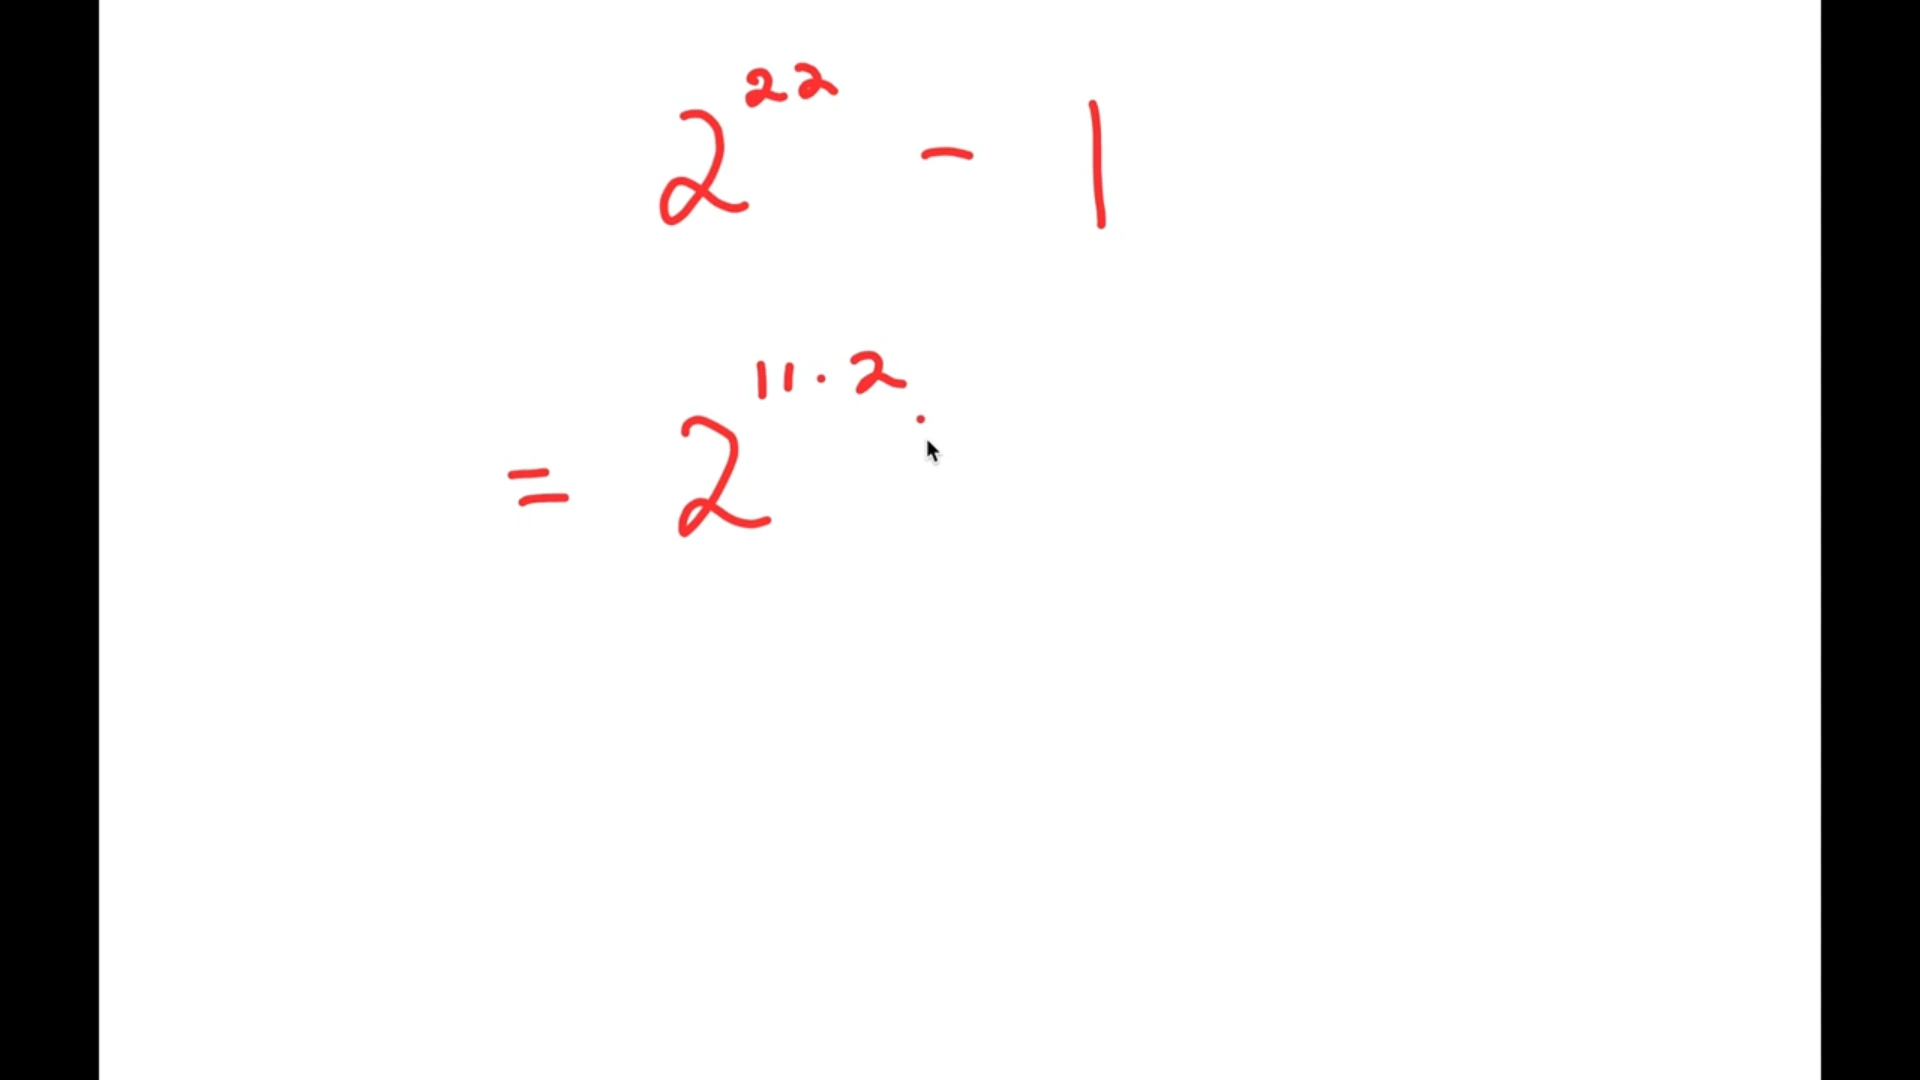 2^22 - 1
= 2^11·2 .